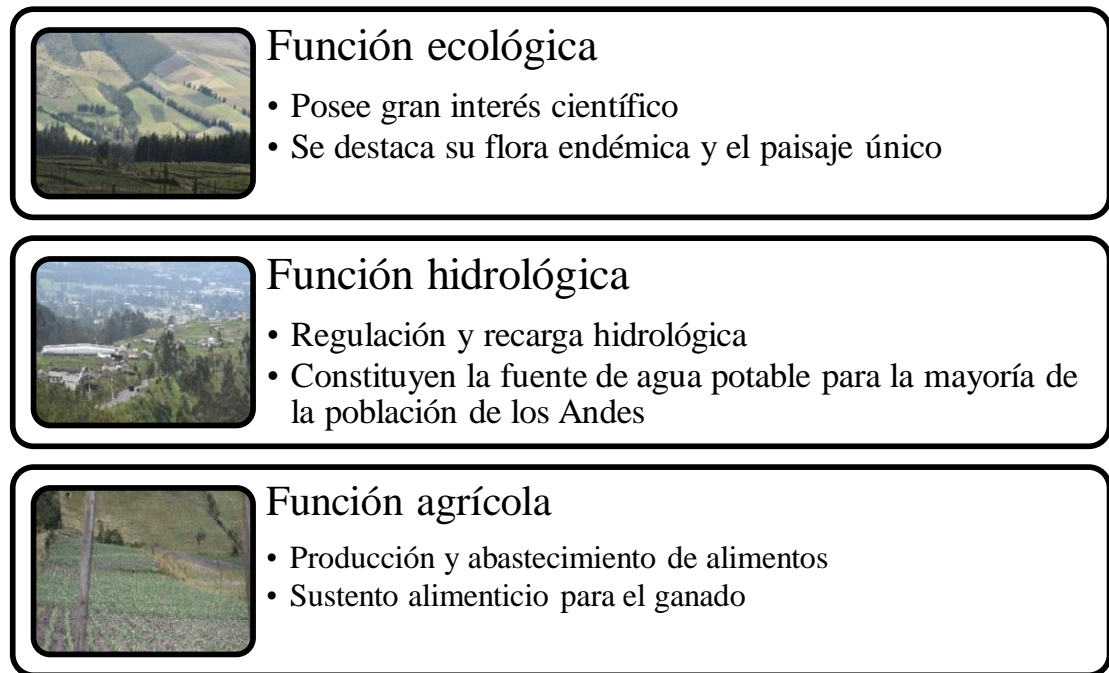 Función ecológica
• Posee gran interés científico
• Se destaca su flora endémica y el paisaje único
Función hidrológica
• Regulación y recarga hidrológica
• Constituyen la fuente de agua potable para la mayoría de
la población de los Andes
Función agrícola
• Producción y abastecimiento de alimentos
• Sustento alimenticio para el ganado